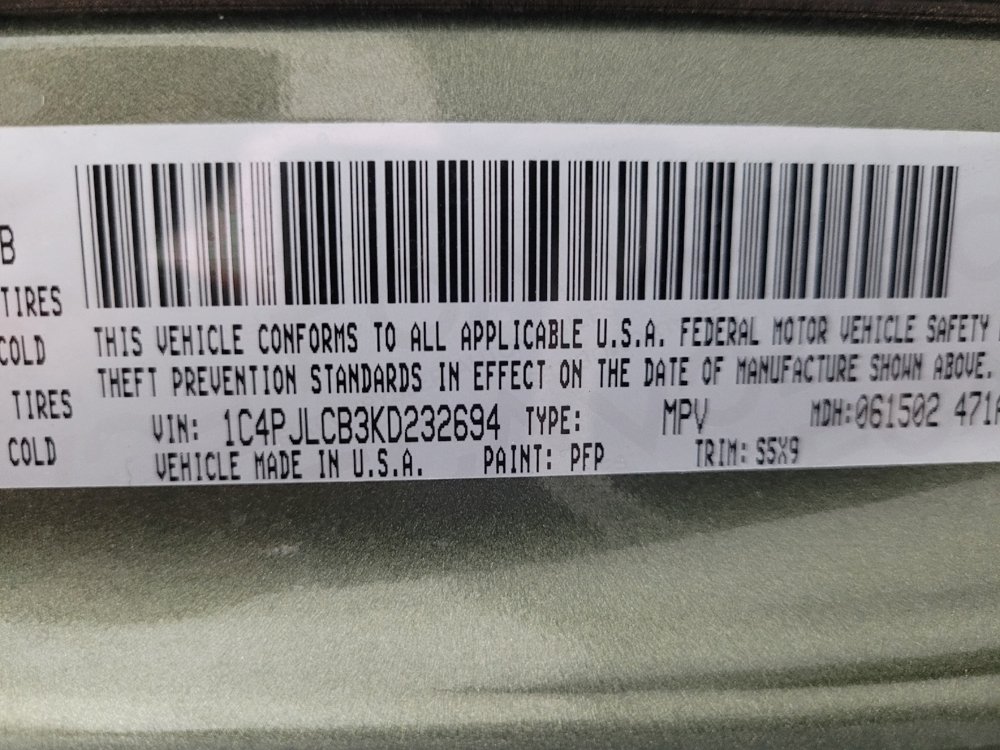 B
TIRES
COLD
TIRES
COLD
THIS VEHICLE CONFORMS TO ALL APPLICABLE U.S.A. FEDERAL MOTOR VEHICLE SAFETY
THEFT PREVENTION STANDARDS IN EFFECT ON THE DATE OF MANUFACTURE SHOWN ABOVE.
VIN: 1C4PJLCB3KD232694 TYPE: MPV MDH:061502 471
VEHICLE MADE IN U.S.A. PAINT: PFP TRIM: S5X9